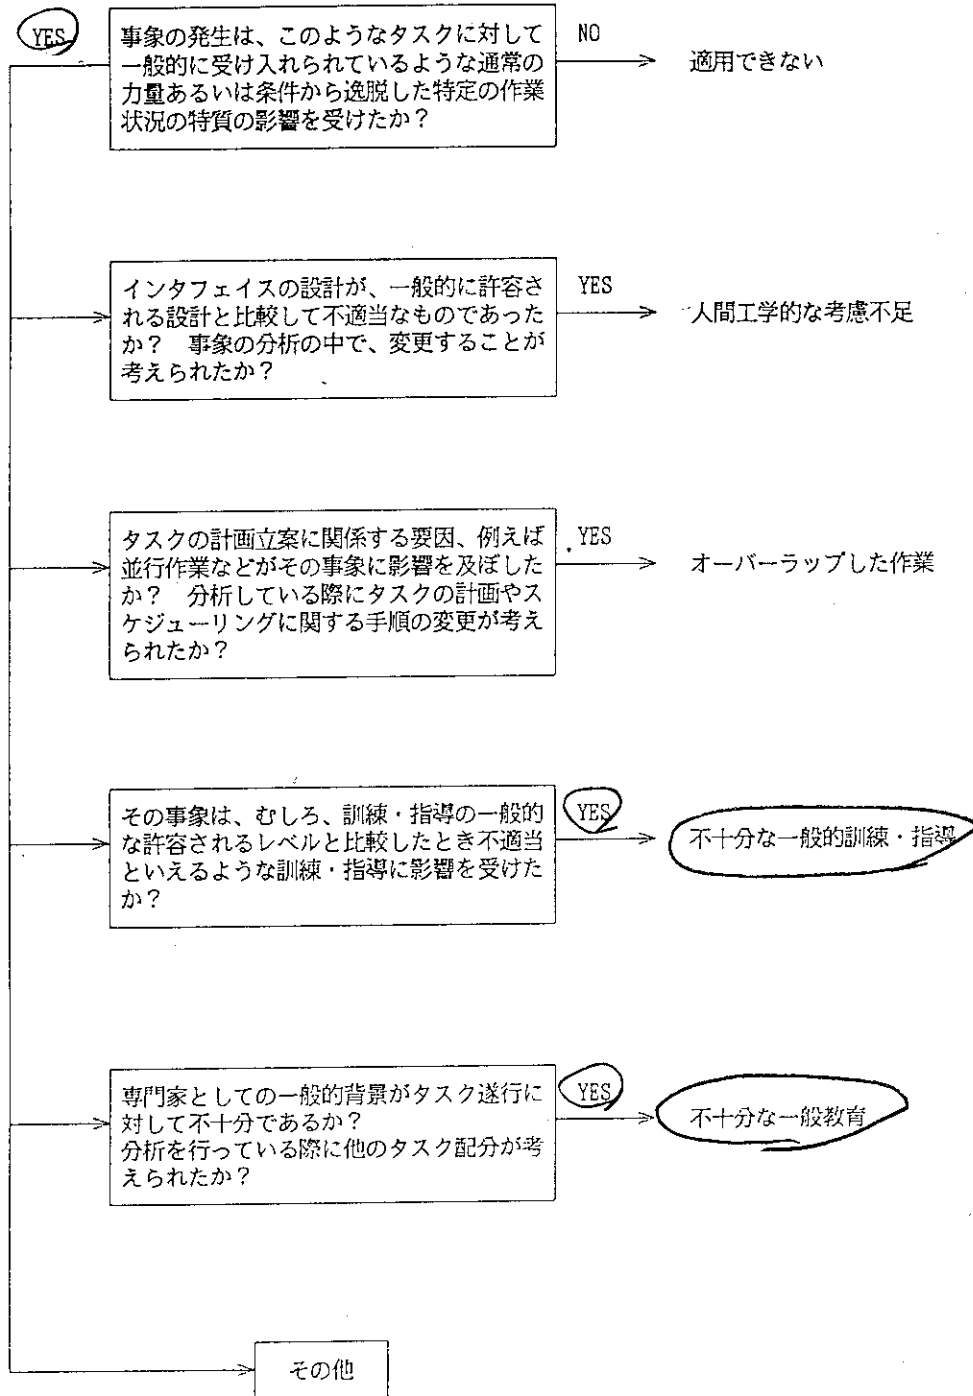 YES
事象の発生は、このようなタスクに対して
一般的に受け入れられているような通常の
力量あるいは条件から逸脱した特定の作業
状況の特質の影響を受けたか？
NO
適用できない
インタフェイスの設計が、一般的に許容さ
れる設計と比較して不適当なものであった
か？　事象の分析の中で、変更することが
考えられたか？
YES
人間工学的な考慮不足
タスクの計画立案に関係する要因、例えば
並行作業などがその事象に影響を及ぼした
か？　分析している際にタスクの計画やス
ケジューリングに関する手順の変更が考え
られたか？
YES
オーバーラップした作業
その事象は、むしろ、訓練・指導の一般的
な許容されるレベルと比較したとき不適当
といえるような訓練・指導に影響を受けた
か？
YES
不十分な一般的訓練・指導
専門家としての一般的背景がタスク遂行に
対して不十分であるか？
分析を行っている際に他のタスク配分が考
えられたか？
YES
不十分な一般教育
その他